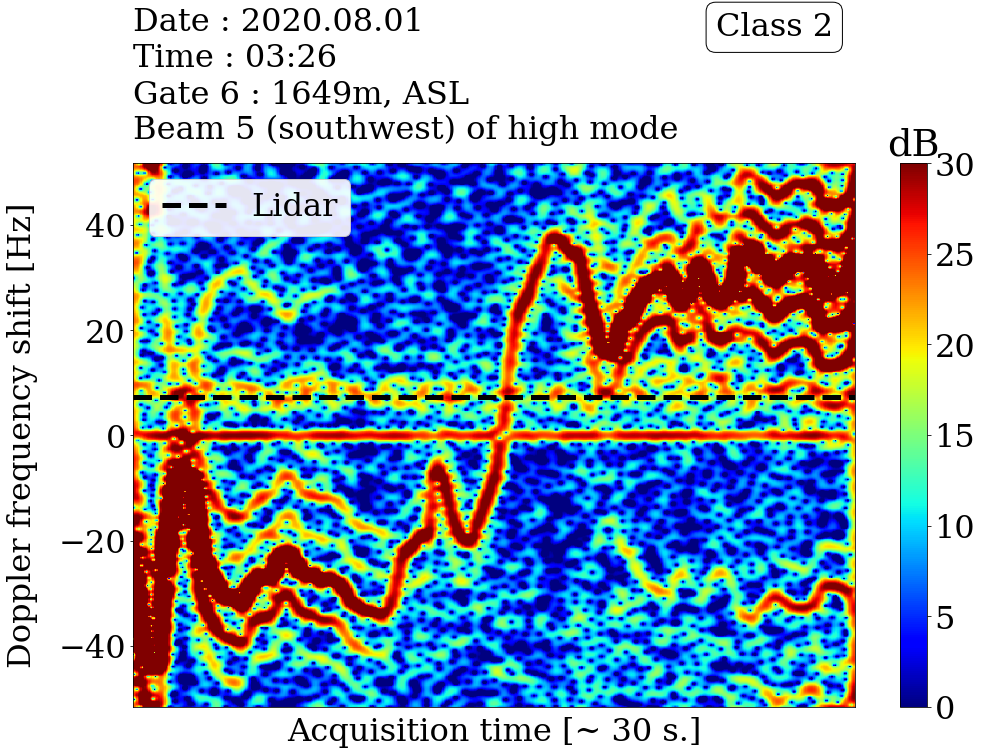 Date : 2020.08.01
Time : 03:26
Gate 6 : 1649m, ASL
Beam 5 (southwest) of high mode
Class 2
dB
Lidar
Doppler frequency shift [Hz]
40
20
0
−20
−40
30
25
20
15
10
5
0
Acquisition time [~ 30 s.]